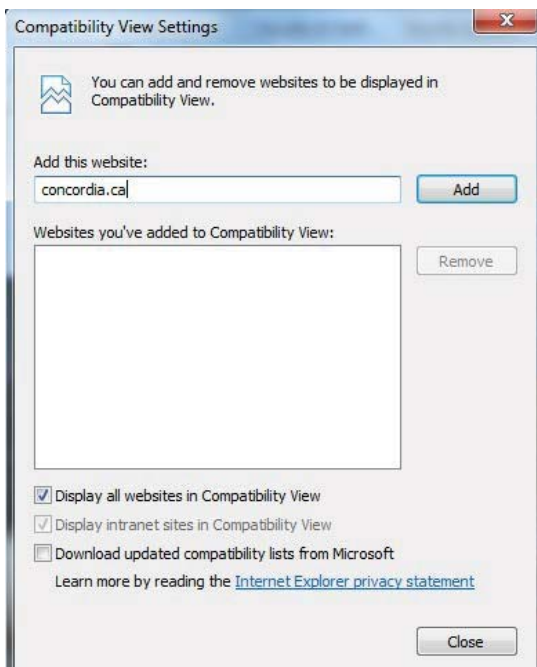 Compatibility View Settings
You can add and remove websites to be displayed in
Compatibility View.
Add this website:
concordia.ca
Add
Websites you've added to Compatibility View:
Remove
Display all websites in Compatibility View
Display intranet sites in Compatibility View
Download updated compatibility lists from Microsoft
Learn more by reading the Internet Explorer privacy statement
Close